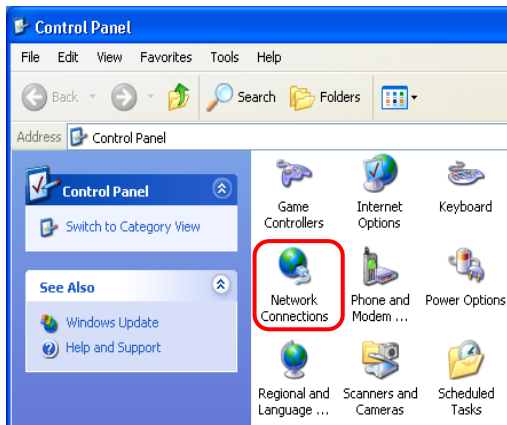 Control Panel
File Edit View Favorites Tools Help
Back Search Folders
Address Control Panel
Control Panel
Switch to Category View
See Also
Windows Update
Help and Support
Game Controllers
Internet Options
Keyboard
Network Connections
Phone and Modem ...
Power Options
Regional and Language ...
Scanners and Cameras
Scheduled Tasks